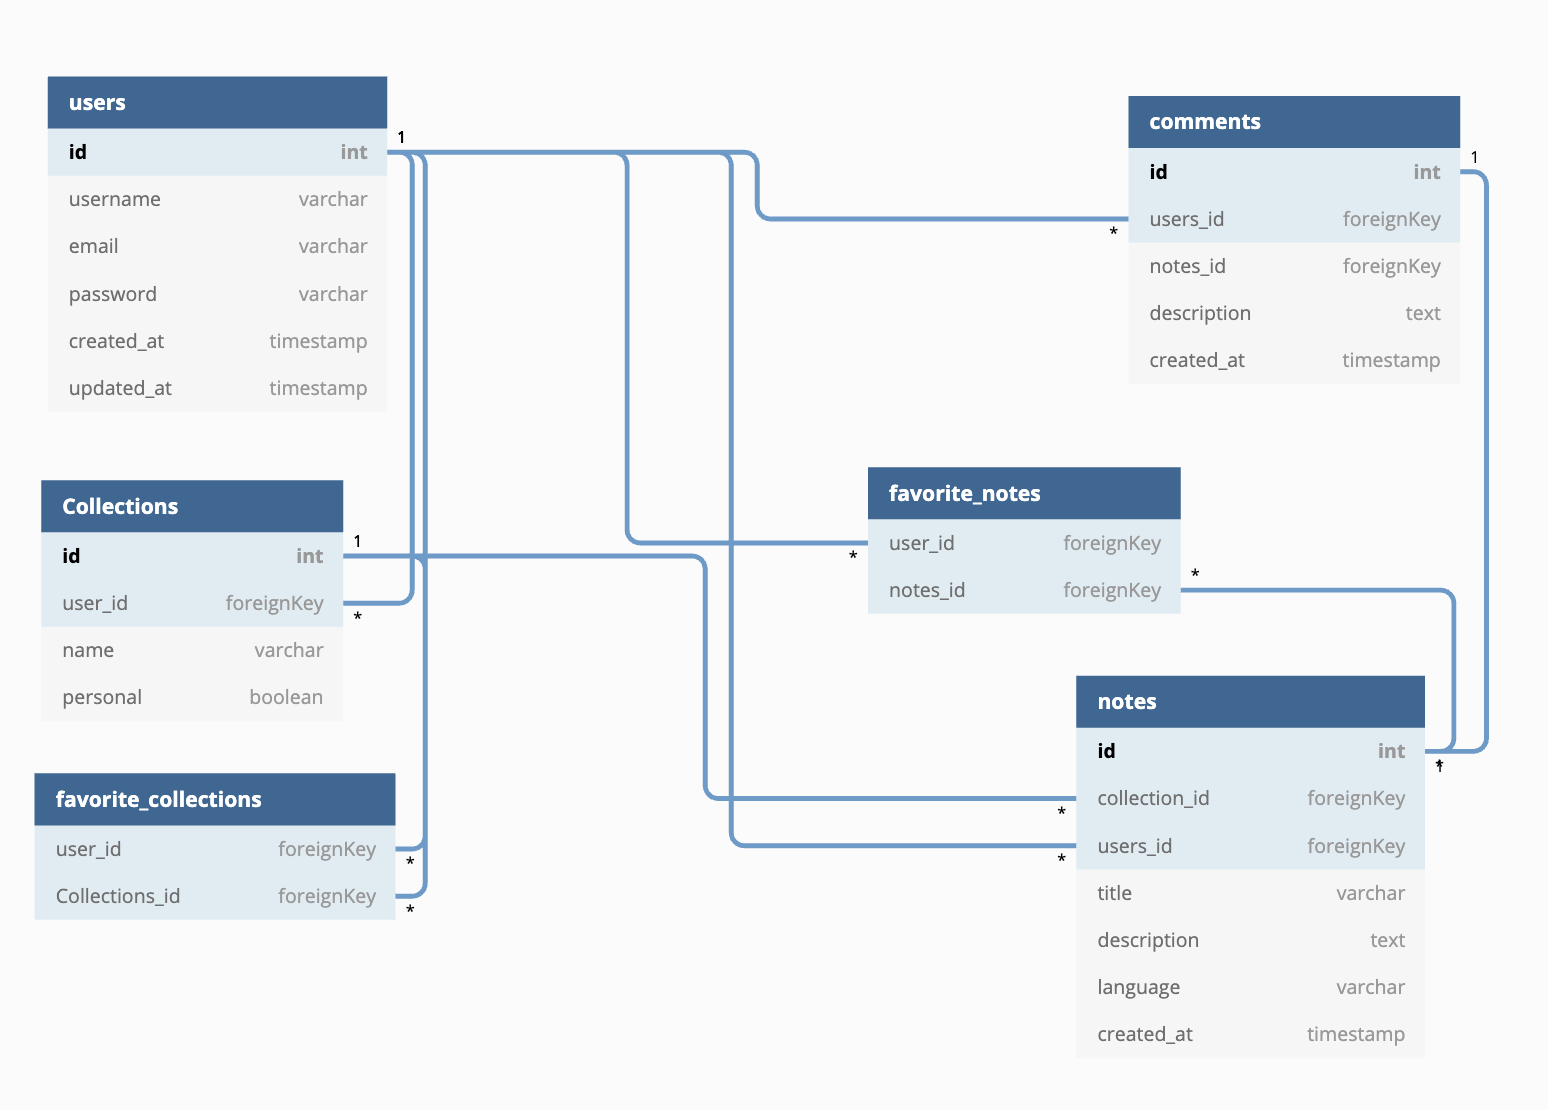 users
id int
username varchar
email varchar
password varchar
created_at timestamp
updated_at timestamp
1
comments
id int
users_id foreignKey
notes_id foreignKey
description text
created_at timestamp
1
*
Collections
id int
user_id foreignKey
name varchar
personal boolean
1
*
favorite_notes
user_id foreignKey
notes_id foreignKey
*
*
favorite_collections
user_id foreignKey
Collections_id foreignKey
*
*
notes
id int
collection_id foreignKey
users_id foreignKey
title varchar
description text
language varchar
created_at timestamp
*
*